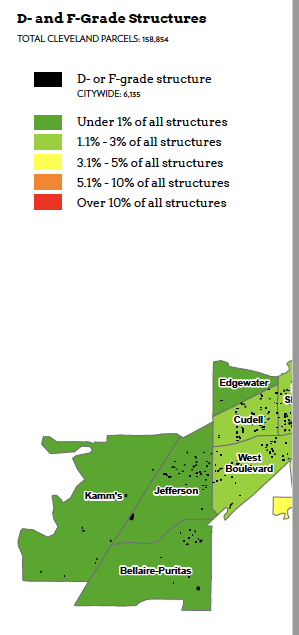 D- and F-Grade Structures
TOTAL CLEVELAND PARCELS: 158,854
D- or F-grade structure
CITYWIDE: 6,135
Under 1% of all structures
1.1% - 3% of all structures
3.1% - 5% of all structures
5.1% - 10% of all structures
Over 10% of all structures
Edgewater
Cudell
West
Boulevard
Kamm's
Jefferson
Bellaire-Puritas